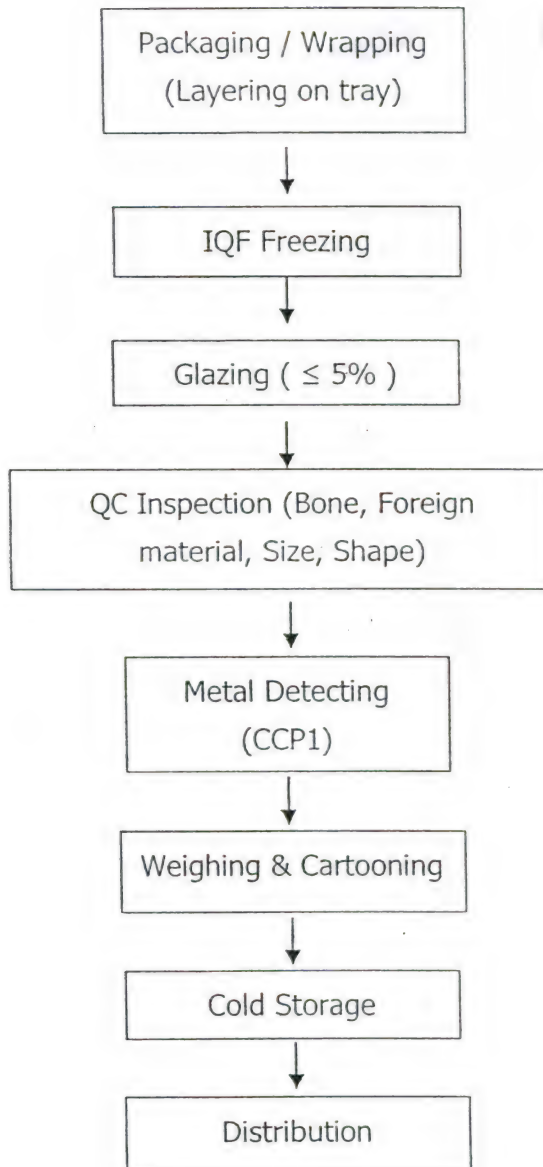 Packaging / Wrapping
(Layering on tray)
IQF Freezing
Glazing ( ≤ 5% )
QC Inspection (Bone, Foreign
material, Size, Shape)
Metal Detecting
(CCP1)
Weighing & Cartooning
Cold Storage
Distribution